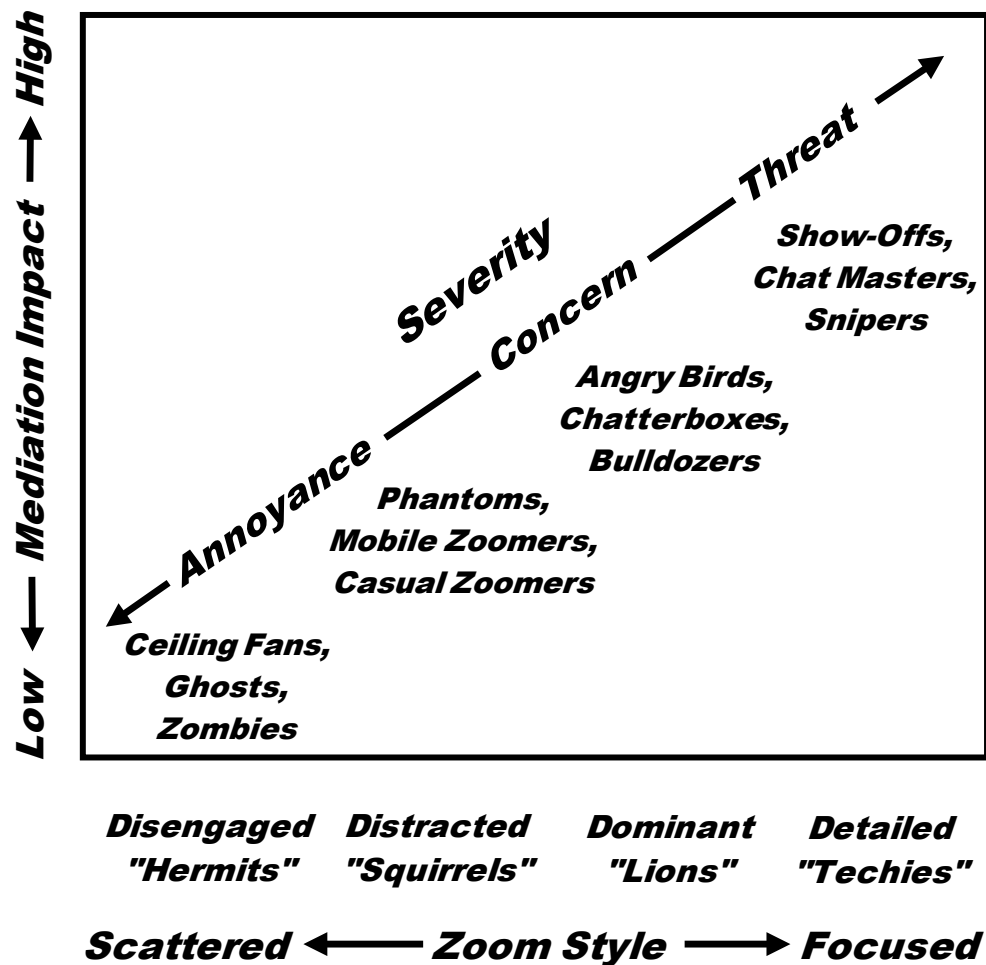 High
Mediation Impact
Low
Severity
Threat
Concern
Annoyance
Show-Offs,
Chat Masters,
Snipers
Angry Birds,
Chatterboxes,
Bulldozers
Phantoms,
Mobile Zoomers,
Casual Zoomers
Ceiling Fans,
Ghosts,
Zombies
Disengaged
"Hermits"
Distracted
"Squirrels"
Dominant
"Lions"
Detailed
"Techies"
Scattered
Zoom Style
Focused